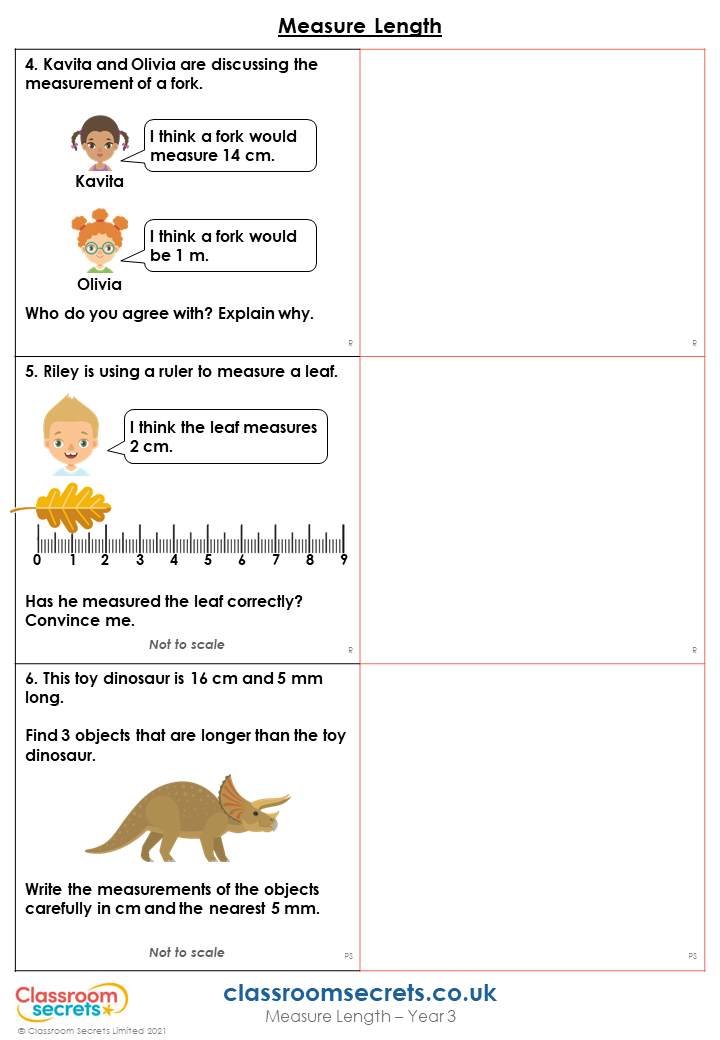 Measure Length
4. Kavita and Olivia are discussing the
measurement of a fork.
I think a fork would
measure 14 cm.
Kavita
I think a fork would
be 1 m.
Olivia
Who do you agree with? Explain why.
R
R
5. Riley is using a ruler to measure a leaf.
I think the leaf measures
2 cm.
0 1 2 3 4 5 6 7 8 9
Has he measured the leaf correctly?
Convince me.
Not to scale
R
R
6. This toy dinosaur is 16 cm and 5 mm
long.
Find 3 objects that are longer than the toy
dinosaur.
Write the measurements of the objects
carefully in cm and the nearest 5 mm.
Not to scale
PS
PS
Classroom
secrets
© Classroom Secrets Limited 2021
classroomsecrets.co.uk
Measure Length – Year 3